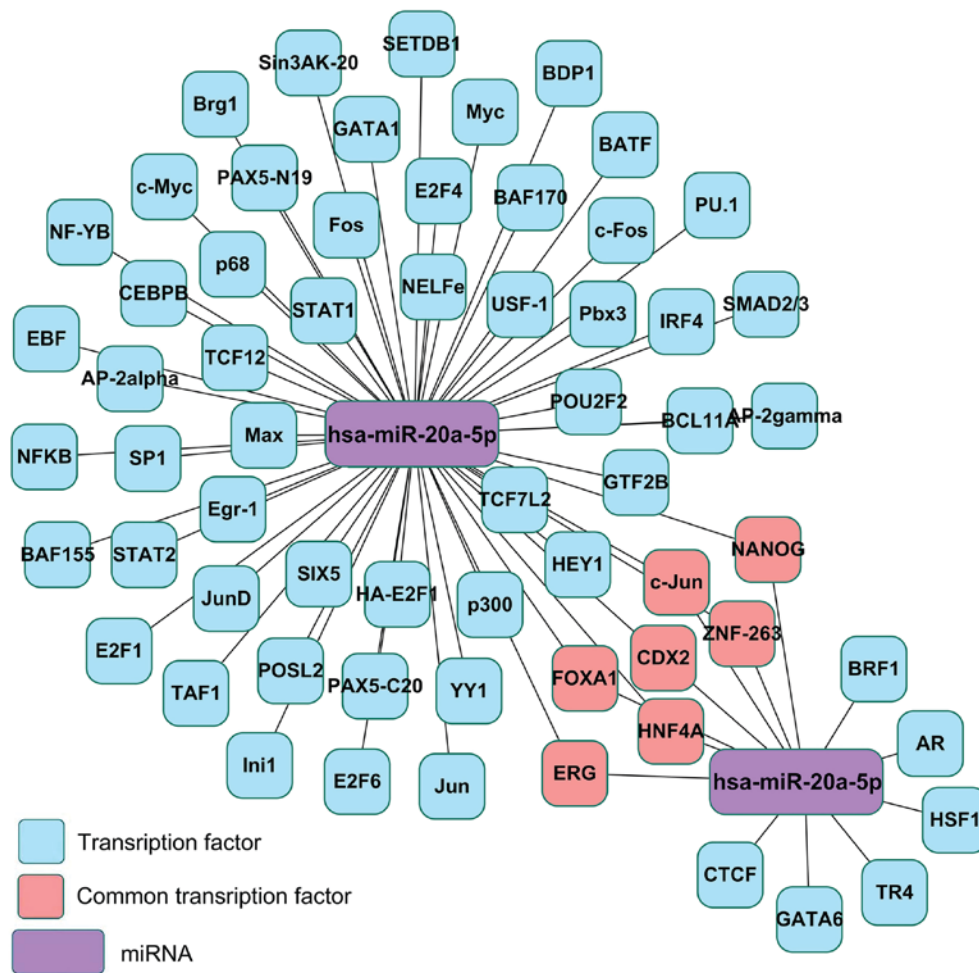 SETDB1
Sin3AK-20
BDP1
Brg1
Myc
GATA1
BATF
c-Myc
PAX5-N19
E2F4
BAF170
PU.1
NF-YB
Fos
c-Fos
p68
CEBPB
NELFe
STAT1
USF-1
Pbx3
IRF4
SMAD2/3
EBF
TCF12
AP-2alpha
POU2F2
BCL11A
AP-2gamma
hsa-miR-20a-5p
Max
NFKB
SP1
GTF2B
TCF7L2
Egr-1
BAF155
STAT2
NANOG
HEY1
c-Jun
SIX5
HA-E2F1
p300
JunD
ZNF-263
E2F1
CDX2
POSL2
FOXA1
BRF1
TAF1
PAX5-C20
YY1
HNF4A
AR
Ini1
E2F6
Jun
ERG
hsa-miR-20a-5p
HSF1
CTCF
TR4
GATA6
Transription factor
Common transription factor
miRNA